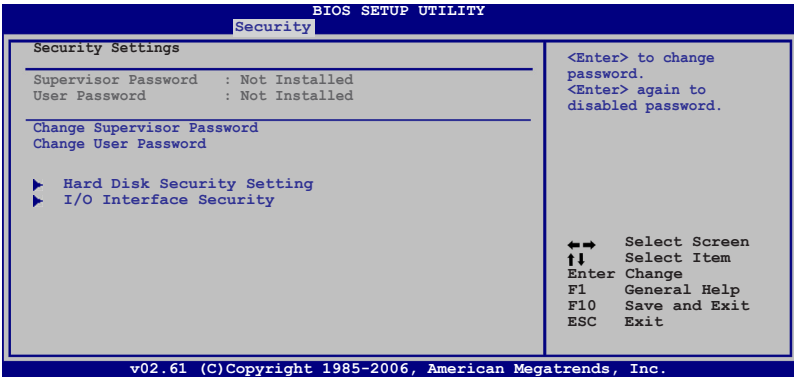 BIOS SETUP UTILITY
Security
Security Settings
Supervisor Password : Not Installed
User Password : Not Installed
Change Supervisor Password
Change User Password
Hard Disk Security Setting
I/O Interface Security
<Enter> to change
password.
<Enter> again to
disabled password.
Select Screen
Select Item
Enter Change
F1 General Help
F10 Save and Exit
ESC Exit
v02.61 (C)Copyright 1985-2006, American Megatrends, Inc.